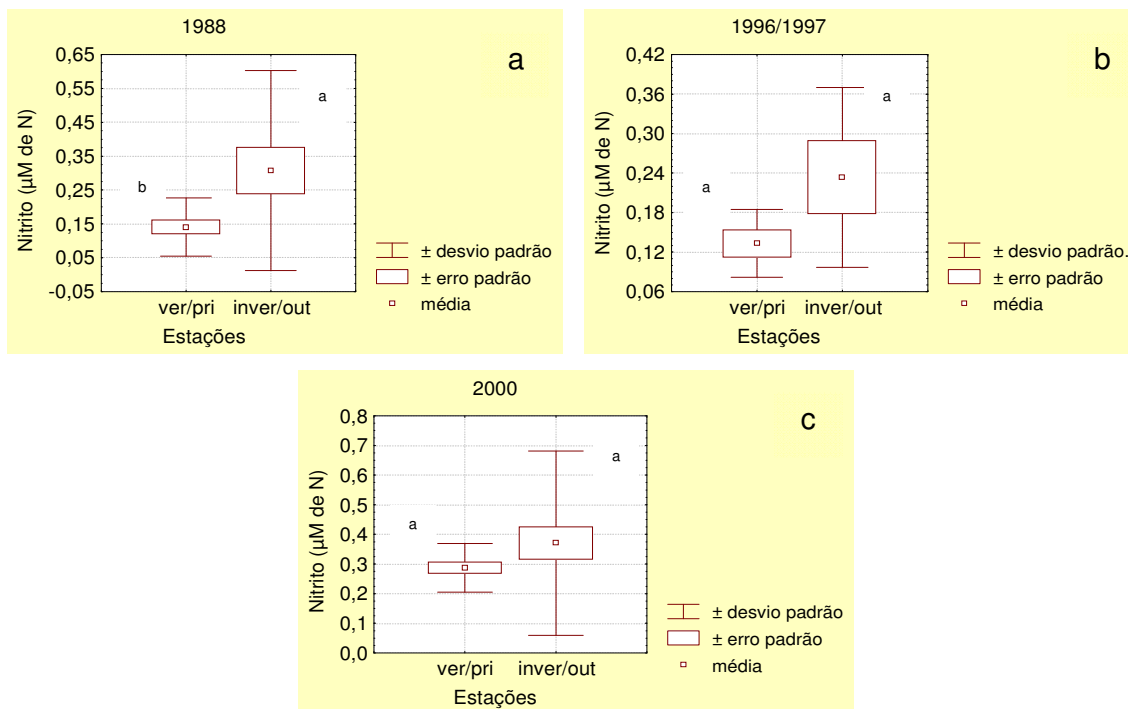 1988
a
0,65
0,55
0,45
0,35
0,25
0,15
0,05
-0,05
Nitrito (µM de N)
b
a
ver/pri inver/out
Estações
± desvio padrão
± erro padrão
média
1996/1997
b
0,42
0,36
0,30
0,24
0,18
0,12
0,06
Nitrito (µM de N)
a
a
ver/pri inver/out
Estações
± desvio padrão.
± erro padrão
média
2000
c
0,8
0,7
0,6
0,5
0,4
0,3
0,2
0,1
0,0
Nitrito (µM de N)
a
a
ver/pri inver/out
Estações
± desvio padrão
± erro padrão
média